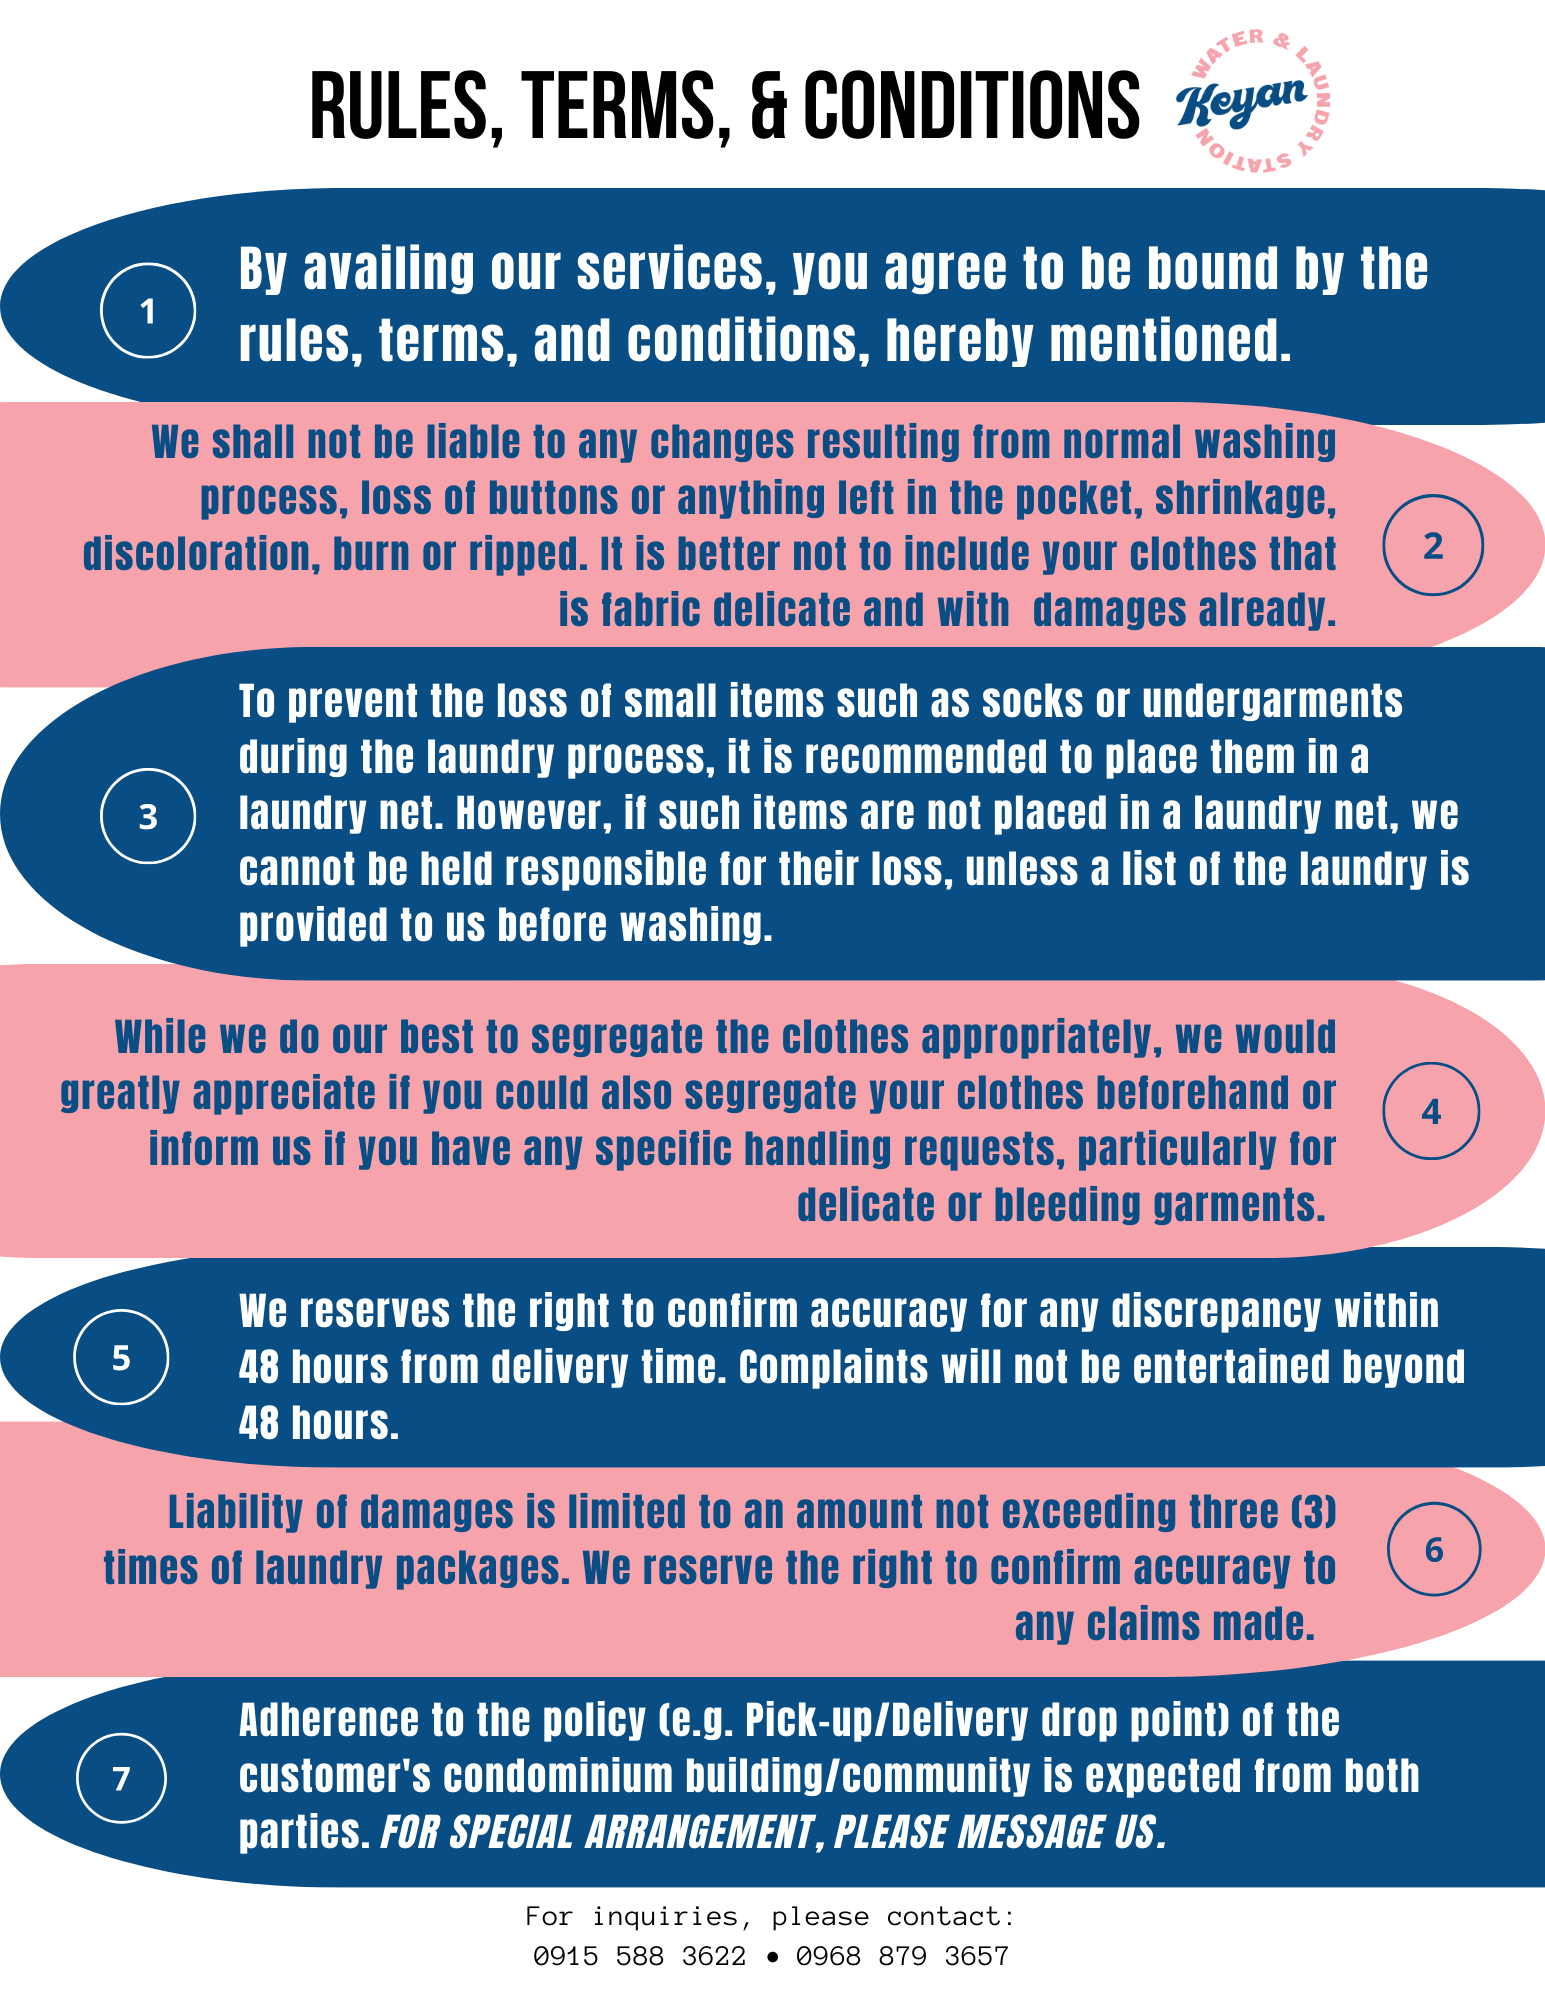 RULES, TERMS, & CONDITIONS
WATER & LAUNDRY STATION
Keyan
1
By availing our services, you agree to be bound by the
rules, terms, and conditions, hereby mentioned.
We shall not be liable to any changes resulting from normal washing
process, loss of buttons or anything left in the pocket, shrinkage,
discoloration, burn or ripped. It is better not to include your clothes that
is fabric delicate and with  damages already.
2
3
To prevent the loss of small items such as socks or undergarments
during the laundry process, it is recommended to place them in a
laundry net. However, if such items are not placed in a laundry net, we
cannot be held responsible for their loss, unless a list of the laundry is
provided to us before washing.
While we do our best to segregate the clothes appropriately, we would
greatly appreciate if you could also segregate your clothes beforehand or
inform us if you have any specific handling requests, particularly for
delicate or bleeding garments.
4
5
We reserves the right to confirm accuracy for any discrepancy within
48 hours from delivery time. Complaints will not be entertained beyond
48 hours.
Liability of damages is limited to an amount not exceeding three (3)
times of laundry packages. We reserve the right to confirm accuracy to
any claims made.
6
7
Adherence to the policy (e.g. Pick-up/Delivery drop point) of the
customer's condominium building/community is expected from both
parties. FOR SPECIAL ARRANGEMENT, PLEASE MESSAGE US.
For inquiries, please contact:
0915 588 3622 • 0968 879 3657